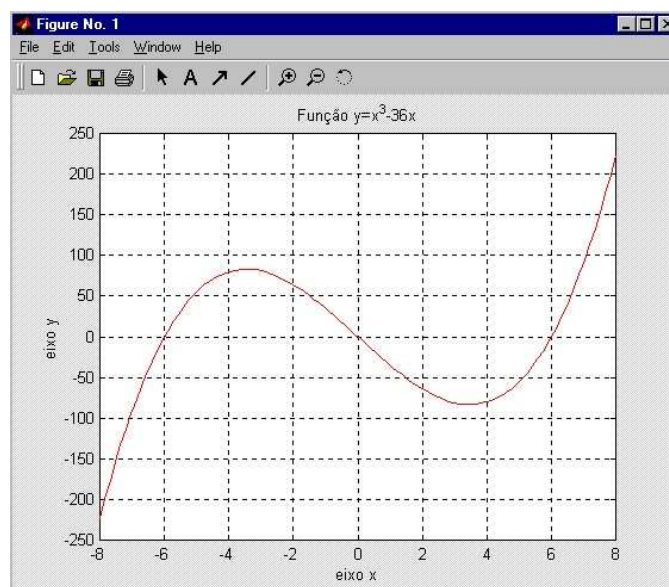 Figure No. 1
File Edit Tools Window Help
A
Função y=x³-36x
250
200
150
100
50
0
-50
-100
-150
-200
-250
eixo y
-8 -6 -4 -2 0 2 4 6 8
eixo x